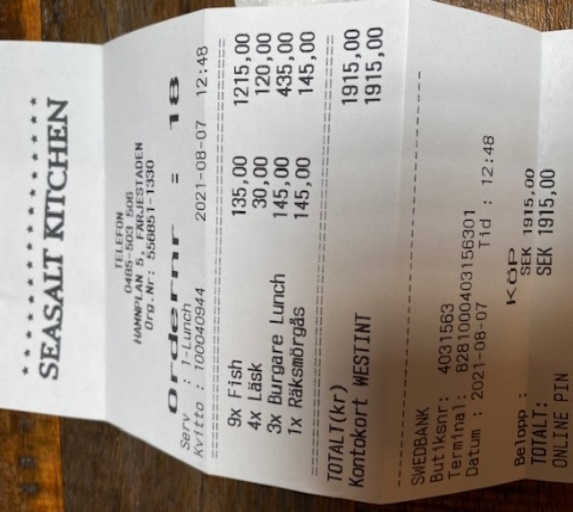 * * * * * * * * * * * * * * * * * * * *
SEASALT KITCHEN
TELEFON
0485-503 506
HAMNPLAN 5, FÄRJESTADEN
Org.Nr: 556851-1330
Ordernr = 18
Serv : 1-Lunch
Kvitto : 100040944 2021-08-07 12:48
9x Fish 135,00 1215,00
4x Läsk 30,00 120,00
3x Burgare Lunch 145,00 435,00
1x Räksmörgås 145,00 145,00
TOTALT(kr) 1915,00
Kontokort WESTINT 1915,00
SWEDBANK
Butiksnr: 4031563
Terminal: 8281000403156301
Datum : 2021-08-07 Tid : 12:48
KÖP
Belopp : SEK 1915,00
TOTALT: SEK 1915,00
ONLINE PIN